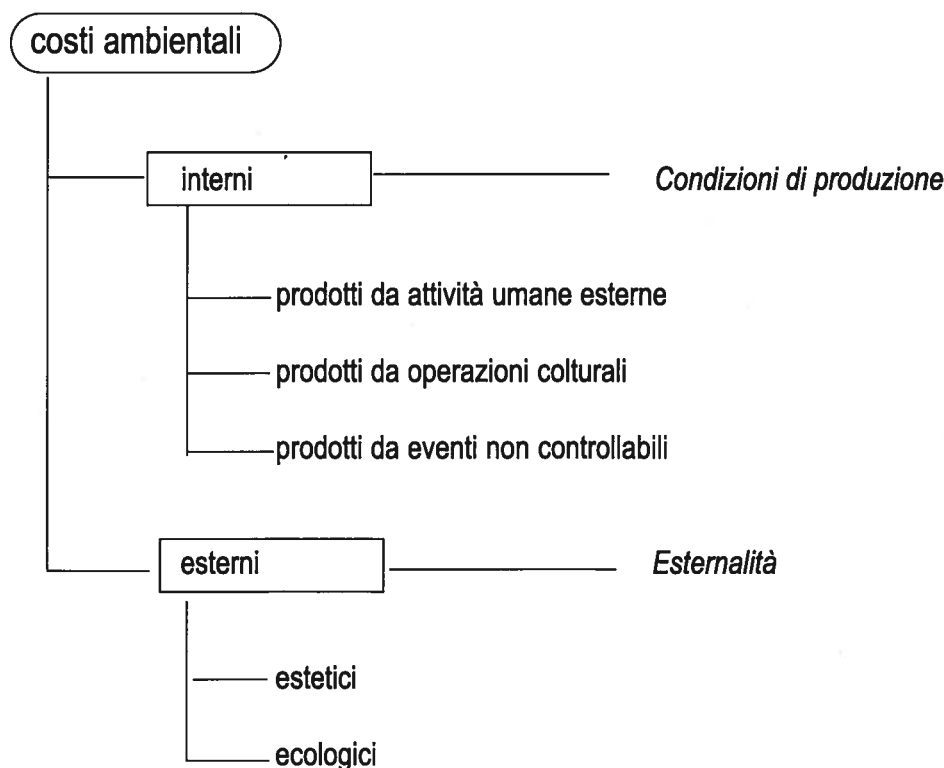 costi ambientali
interni
Condizioni di produzione
prodotti da attività umane esterne
prodotti da operazioni colturali
prodotti da eventi non controllabili
esterni
Esternalità
estetici
ecologici